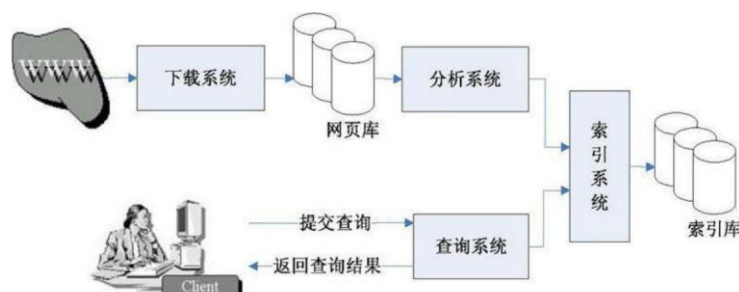 WWW
下载系统
网页库
分析系统
索引系统
索引库
提交查询
查询系统
返回查询结果
Client